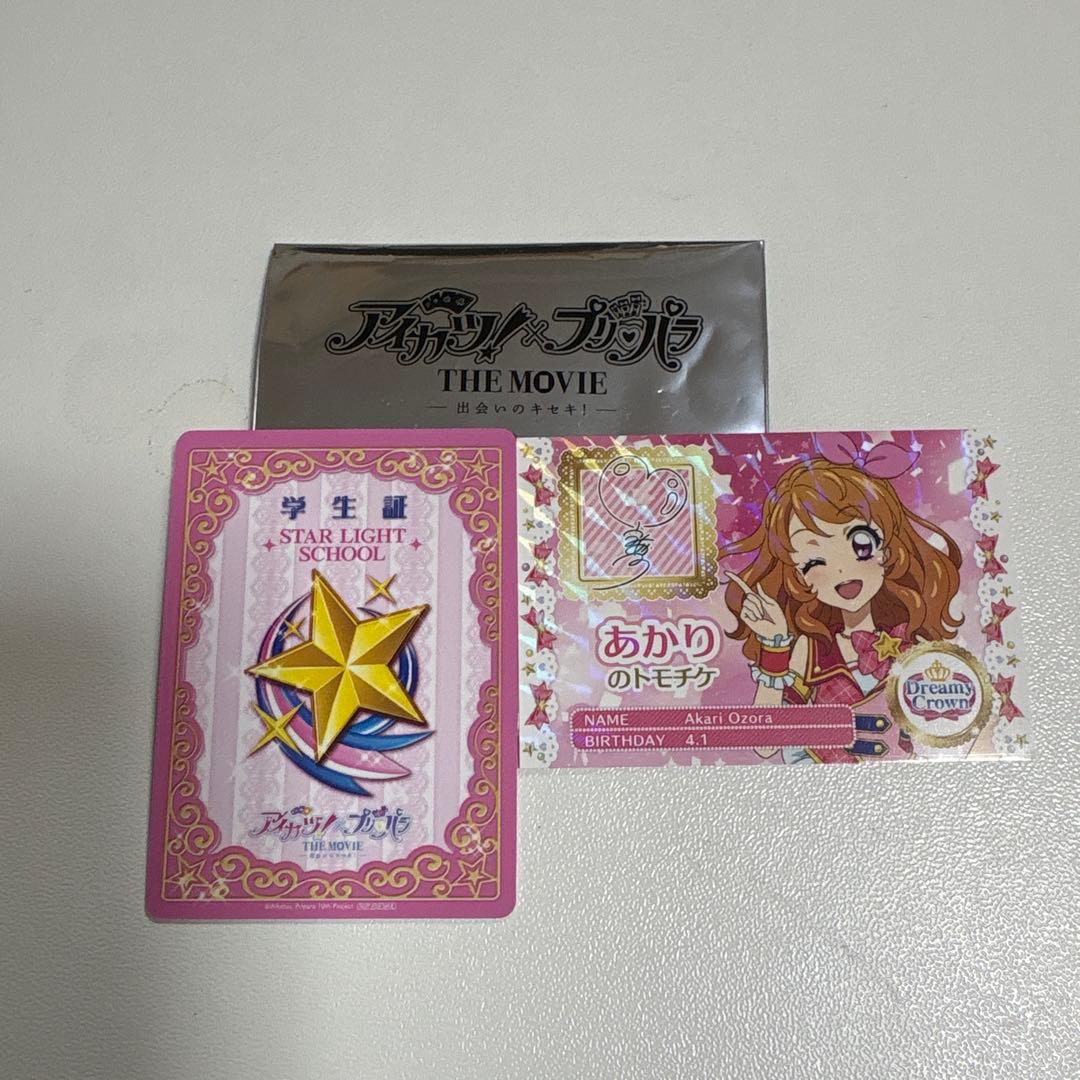 アイカツ!×プリパラ
THE MOVIE
出会いのキセキ!
学生証
STAR LIGHT
SCHOOL
アイカツ!×プリパラ
THE MOVIE
あかり
のトモチケ
NAME Akari Ozora
BIRTHDAY 4.1
Dreamy
Crown